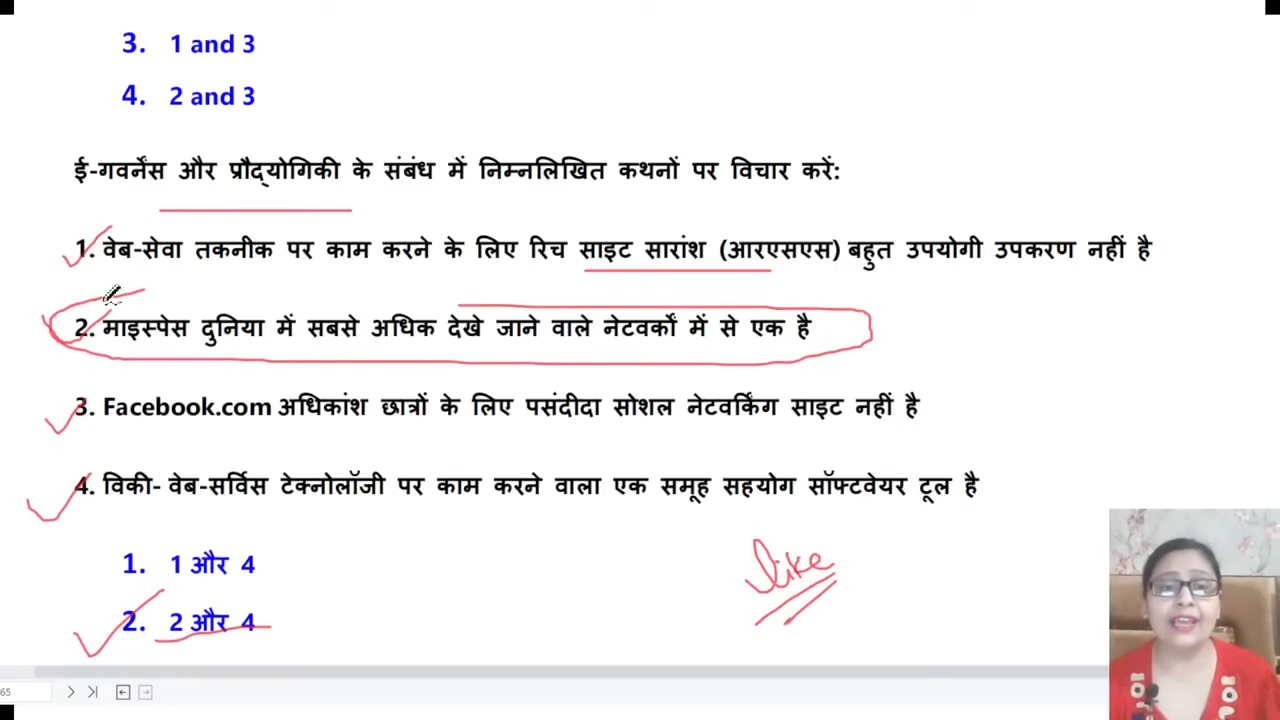 3. 1 and 3
4. 2 and 3
ई-गवर्नेंस और प्रौद्योगिकी के संबंध में निम्नलिखित कथनों पर विचार करें:
1. वेब-सेवा तकनीक पर काम करने के लिए रिच साइट सारांश (आरएसएस) बहुत उपयोगी उपकरण नहीं है
2. माइस्पेस दुनिया में सबसे अधिक देखे जाने वाले नेटवर्कों में से एक है
3. Facebook.com अधिकांश छात्रों के लिए पसंदीदा सोशल नेटवर्किंग साइट नहीं है
4. विकी- वेब-सर्विस टेक्नोलॉजी पर काम करने वाला एक समूह सहयोग सॉफ्टवेयर टूल है
1. 1 और 4
like
2. 2 और 4
65